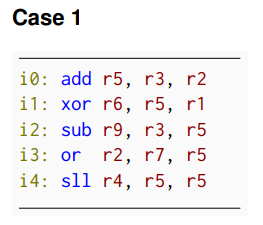 Case 1
i0: add r5, r3, r2
i1: xor r6, r5, r1
i2: sub r9, r3, r5
i3: or  r2, r7, r5
i4: sll r4, r5, r5